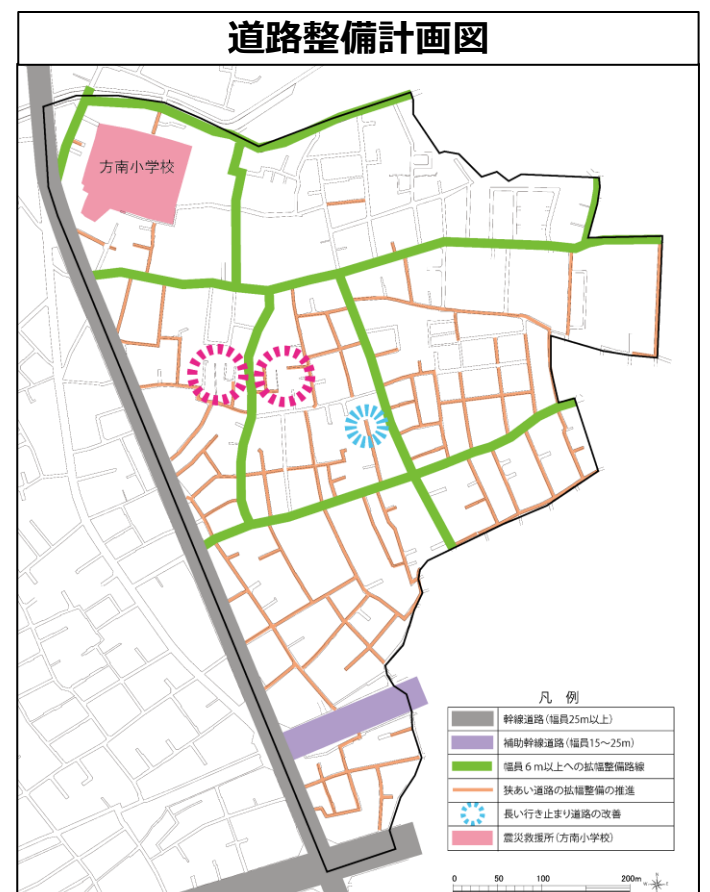 道路整備計画図
方南小学校
凡 例
幹線道路(幅員25m以上)
補助幹線道路(幅員15～25m)
幅員6m以上への拡幅整備路線
狭あい道路の拡幅整備の推進
長い行き止まり道路の改善
震災救援所(方南小学校)
0 50 100 200m